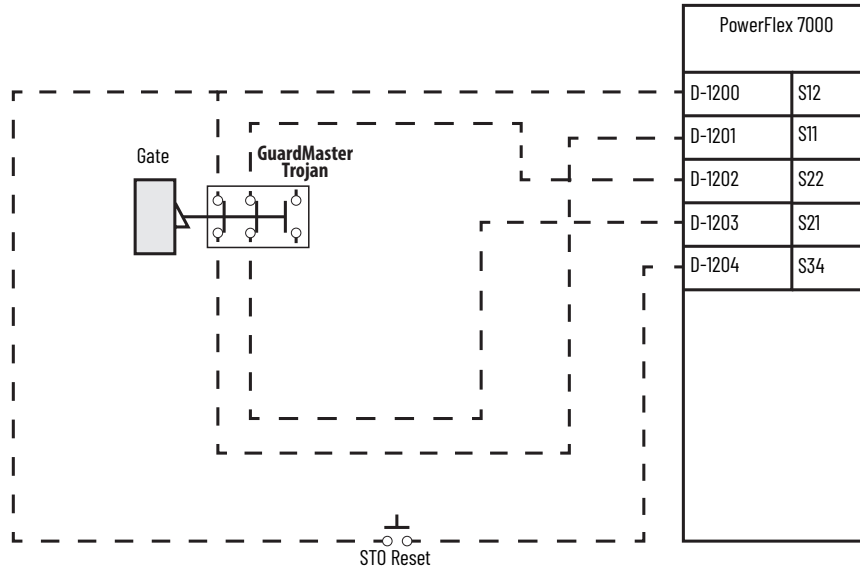 PowerFlex 7000
D-1200 S12
D-1201 S11
D-1202 S22
D-1203 S21
D-1204 S34
Gate
GuardMaster
Trojan
STO Reset